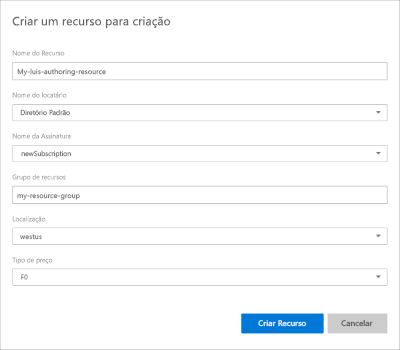 Criar um recurso para criação
Nome do Recurso
My-luis-authoring-resource
Nome do locatário
Diretório Padrão
Nome da Assinatura
newSubscription
Grupo de recursos
my-resource-group
Localização
westus
Tipo de preço
F0
Criar Recurso
Cancelar